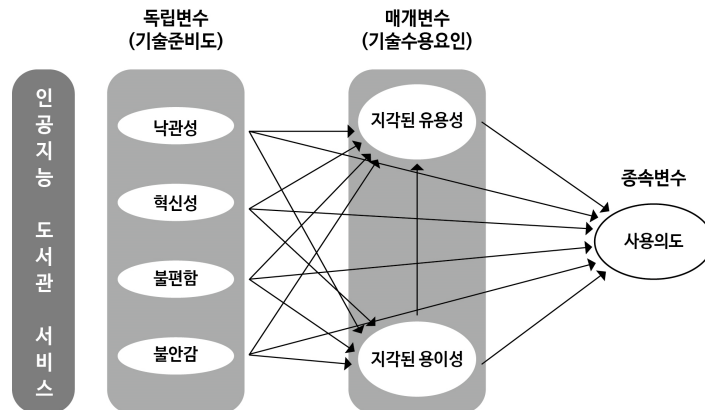 독립변수
(기술준비도)
매개변수
(기술수용요인)
인공지능 도서관 서비스
낙관성
혁신성
불편함
불안감
지각된 유용성
지각된 용이성
종속변수
사용의도